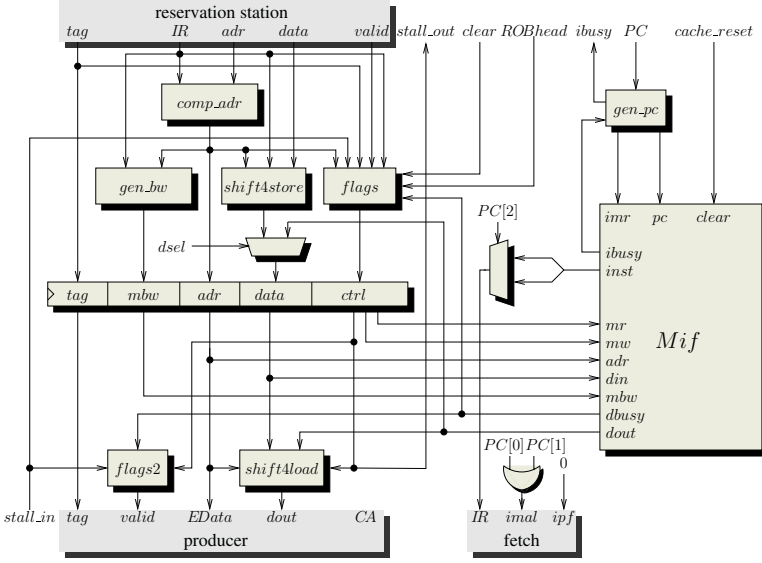 reservation station
tag IR adr data valid stall_out clear ROBhead ibusy PC cache_reset
comp_adr
gen_pc
gen_bw shift4store flags
PC[2]
imr pc clear
dsel
ibusy
inst
tag mbw adr data ctrl
mr
mw
Mif
adr
din
mbw
dbusy
dout
PC[0] PC[1]
0
flags2 shift4load
stall_in tag valid EData dout CA IR imal ipf
producer fetch